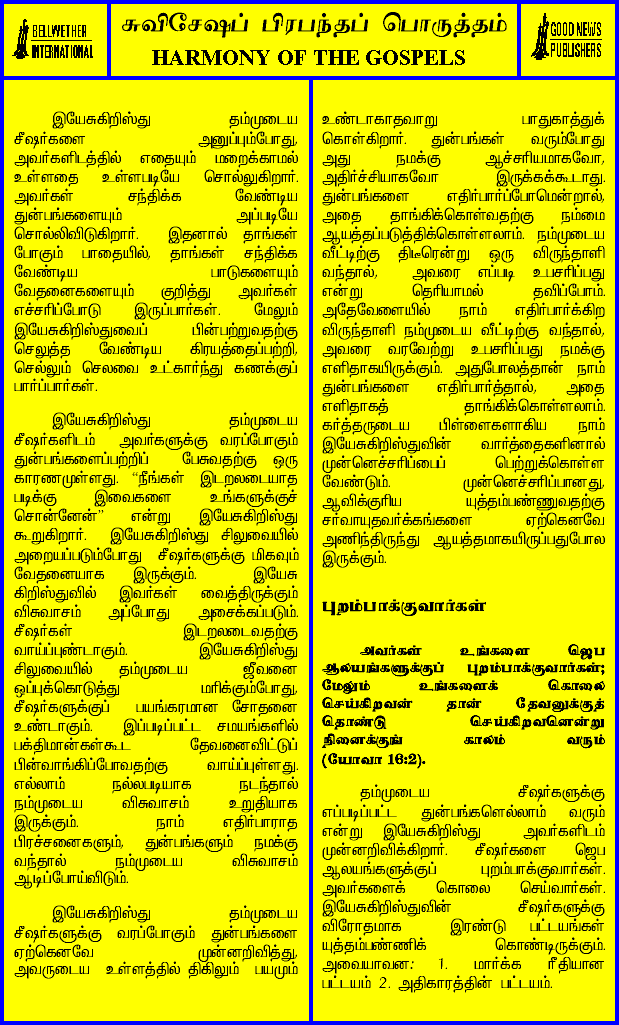 BELLWETHER
INTERNATIONAL
சுவிசேஷப் பிரபந்தப் பொருத்தம்
HARMONY OF THE GOSPELS
GOOD NEWS
PUBLISHERS
இயேசுகிறிஸ்து தம்முடைய
சீஷர்களை அனுப்பும்போது,
அவர்களிடத்தில் எதையும் மறைக்காமல்
உள்ளதை உள்ளபடியே சொல்லுகிறார்.
அவர்கள் சந்திக்க வேண்டிய
துன்பங்களையும் அப்படியே
சொல்லிவிடுகிறார். இதனால் தாங்கள்
போகும் பாதையில், தாங்கள் சந்திக்க
வேண்டிய பாடுகளையும்
வேதனைகளையும் குறித்து அவர்கள்
எச்சரிப்போடு இருப்பார்கள். மேலும்
இயேசுகிறிஸ்துவைப் பின்பற்றுவதற்கு
செலுத்த வேண்டிய கிரயத்தைப்பற்றி,
செல்லும் செலவை உட்கார்ந்து கணக்குப்
பார்ப்பார்கள்.
இயேசுகிறிஸ்து தம்முடைய
சீஷர்களிடம் அவர்களுக்கு வரப்போகும்
துன்பங்களைப்பற்றிப் பேசுவதற்கு ஒரு
காரணமுள்ளது. “நீங்கள் இடறலடையாத
படிக்கு இவைகளை உங்களுக்குச்
சொன்னேன்” என்று இயேசுகிறிஸ்து
கூறுகிறார். இயேசுகிறிஸ்து சிலுவையில்
அறையப்படும்போது சீஷர்களுக்கு மிகவும்
வேதனையாக இருக்கும். இயேசு
கிறிஸ்துவில் இவர்கள் வைத்திருக்கும்
விசுவாசம் அப்போது அசைக்கப்படும்.
சீஷர்கள் இடறலடைவதற்கு
வாய்ப்புண்டாகும். இயேசுகிறிஸ்து
சிலுவையில் தம்முடைய ஜீவனை
ஒப்புக்கொடுத்து மரிக்கும்போது,
சீஷர்களுக்குப் பயங்கரமான சோதனை
உண்டாகும். இப்படிப்பட்ட சமயங்களில்
பக்திமான்கள்கூட தேவனைவிட்டுப்
பின்வாங்கிப்போவதற்கு வாய்ப்புள்ளது.
எல்லாம் நல்லபடியாக நடந்தால்
நம்முடைய விசுவாசம் உறுதியாக
இருக்கும். நாம் எதிர்பாராத
பிரச்சனைகளும், துன்பங்களும் நமக்கு
வந்தால் நம்முடைய விசுவாசம்
ஆடிப்போய்விடும்.
இயேசுகிறிஸ்து தம்முடைய
சீஷர்களுக்கு வரப்போகும் துன்பங்களை
ஏற்கெனவே முன்னறிவித்து,
அவருடைய உள்ளத்தில் திகிலும் பயமும்
உண்டாகாதவாறு பாதுகாத்துக்
கொள்கிறார். துன்பங்கள் வரும்போது
அது நமக்கு ஆச்சரியமாகவோ,
அதிர்ச்சியாகவோ இருக்கக்கூடாது.
துன்பங்களை எதிர்பார்ப்போமென்றால்,
அதை தாங்கிக்கொள்வதற்கு நம்மை
ஆயத்தப்படுத்திக்கொள்ளலாம். நம்முடைய
வீட்டிற்கு திடீரென்று ஒரு விருந்தாளி
வந்தால், அவரை எப்படி உபசரிப்பது
என்று தெரியாமல் தவிப்போம்.
அதேவேளையில் நாம் எதிர்பார்க்கிற
விருந்தாளி நம்முடைய வீட்டிற்கு வந்தால்,
அவரை வரவேற்று உபசரிப்பது நமக்கு
எளிதாகயிருக்கும். அதுபோலத்தான் நாம்
துன்பங்களை எதிர்பார்த்தால், அதை
எளிதாகத் தாங்கிக்கொள்ளலாம்.
கர்த்தருடைய பிள்ளைகளாகிய நாம்
இயேசுகிறிஸ்துவின் வார்த்தைகளினால்
முன்னெச்சரிப்பைப் பெற்றுக்கொள்ள
வேண்டும். முன்னெச்சரிப்பானது,
ஆவிக்குரிய யுத்தம்பண்ணுவதற்கு
சர்வாயுதவர்க்கங்களை ஏற்கெனவே
அணிந்திருந்து ஆயத்தமாயிருப்பதுபோல
இருக்கும்.
புறம்பாக்குவார்கள்
அவர்கள் உங்களை ஜெப
ஆலயங்களுக்குப் புறம்பாக்குவார்கள்;
மேலும் உங்களைக் கொலை
செய்கிறவன் தான் தேவனுக்குத்
தொண்டு செய்கிறவனென்று
நினைக்குங் காலம் வரும்
(யோவா 16:2).
தம்முடைய சீஷர்களுக்கு
எப்படிப்பட்ட துன்பங்களெல்லாம் வரும்
என்று இயேசுகிறிஸ்து அவர்களிடம்
முன்னறிவிக்கிறார். சீஷர்களை ஜெப
ஆலயங்களுக்குப் புறம்பாக்குவார்கள்.
அவர்களைக் கொலை செய்வார்கள்.
இயேசுகிறிஸ்துவின் சீஷர்களுக்கு
விரோதமாக இரண்டு பட்டயங்கள்
யுத்தம்பண்ணிக் கொண்டிருக்கும்.
அவையாவன: 1. மார்க்க ரீதியான
பட்டயம் 2. அதிகாரத்தின் பட்டயம்.